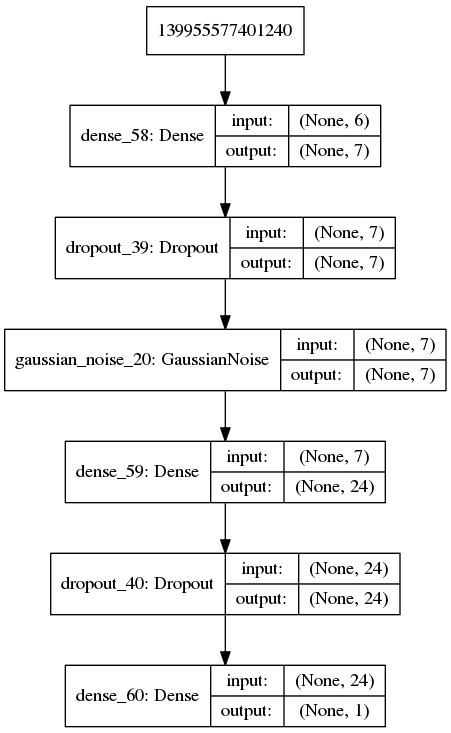 139955577401240
dense_58: Dense
input: (None, 6)
output: (None, 7)
dropout_39: Dropout
input: (None, 7)
output: (None, 7)
gaussian_noise_20: GaussianNoise
input: (None, 7)
output: (None, 7)
dense_59: Dense
input: (None, 7)
output: (None, 24)
dropout_40: Dropout
input: (None, 24)
output: (None, 24)
dense_60: Dense
input: (None, 24)
output: (None, 1)